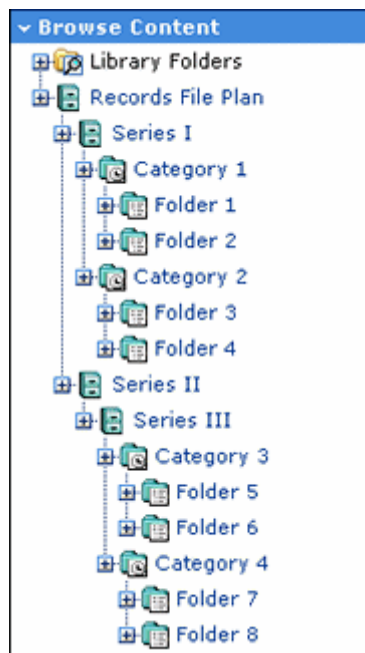 Browse Content
Library Folders
Records File Plan
Series I
Category 1
Folder 1
Folder 2
Category 2
Folder 3
Folder 4
Series II
Series III
Category 3
Folder 5
Folder 6
Category 4
Folder 7
Folder 8